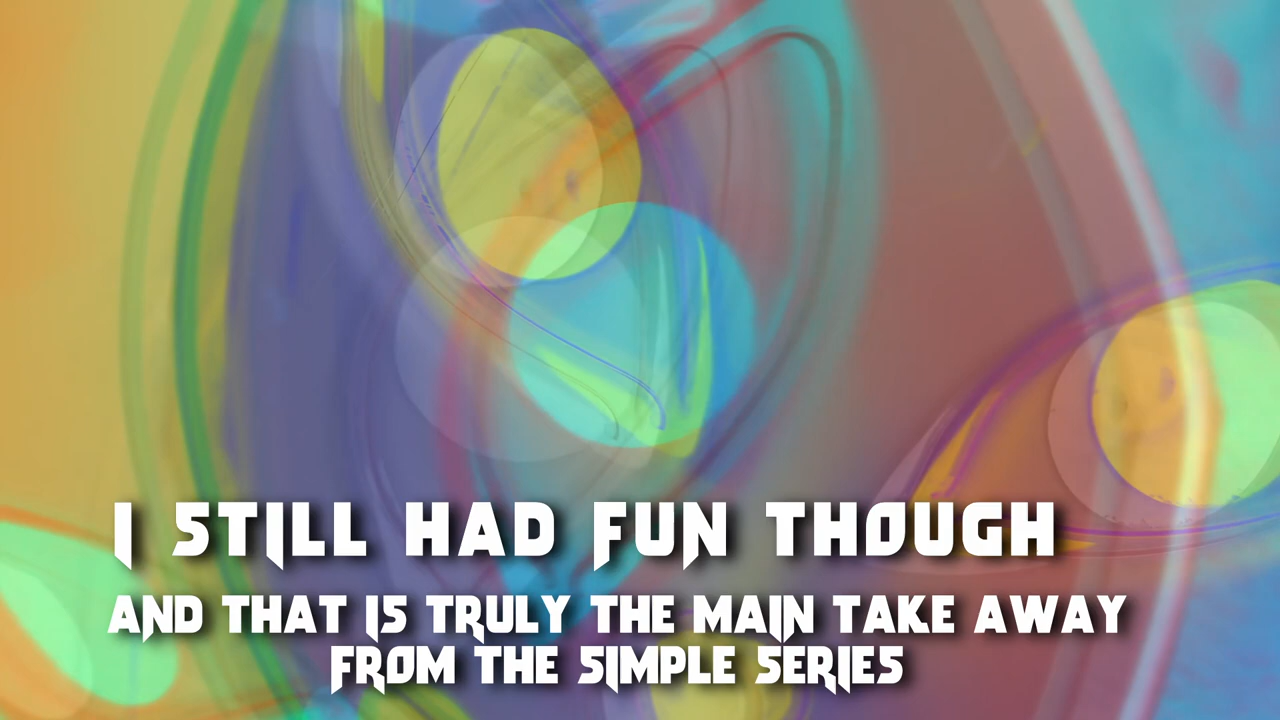 I STILL HAD FUN THOUGH
AND THAT IS TRULY THE MAIN TAKE AWAY
FROM THE SIMPLE SERIES